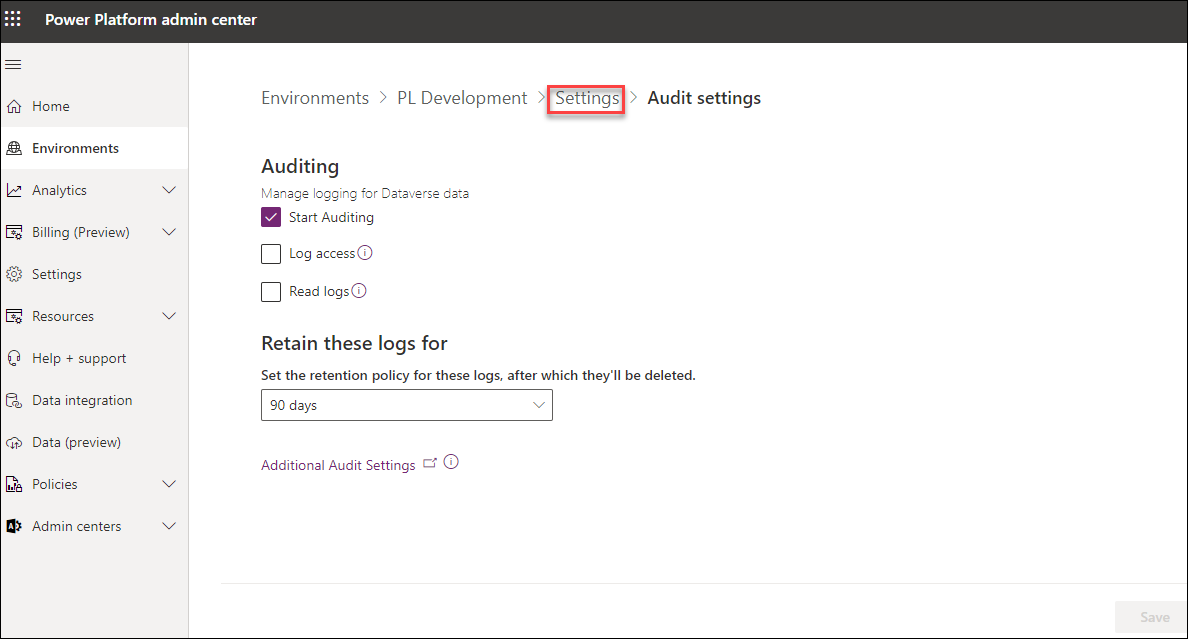 Power Platform admin center
Home
Environments
Analytics
Billing (Preview)
Settings
Resources
Help + support
Data integration
Data (preview)
Policies
Admin centers
Environments > PL Development > Settings > Audit settings
Auditing
Manage logging for Dataverse data
Start Auditing
Log access
Read logs
Retain these logs for
Set the retention policy for these logs, after which they'll be deleted.
90 days
Additional Audit Settings
Save